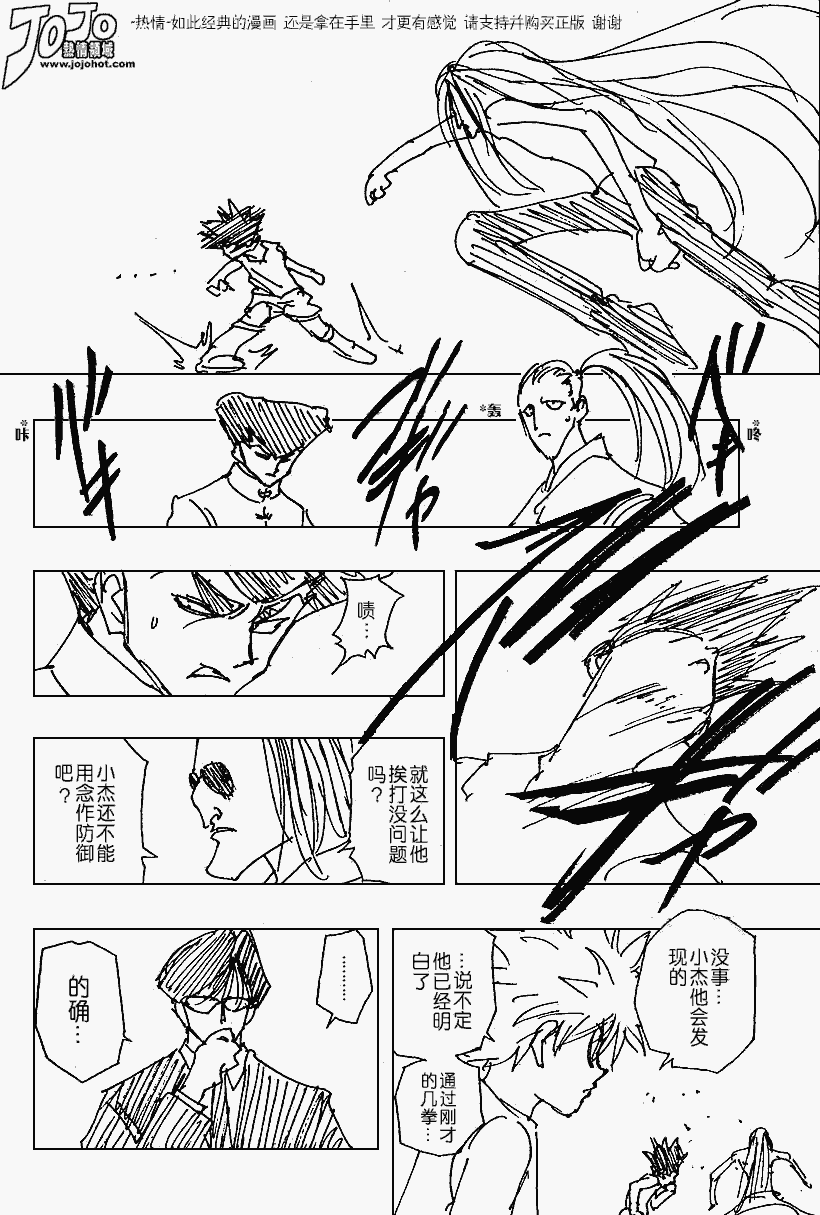 JOJO
熱情領域
www.jojohot.com
-热情-如此经典的漫画 还是拿在手里 才更有感觉 请支持并购买正版 谢谢
*咚
*轰
*咔
啧…
就这么让他
挨打没问题
吗？
小杰还不能
用念作防御
吧？
没事…
小杰他会发
现的
…说不定
他已经明
白了
通过刚才
的几拳…
………
的确…